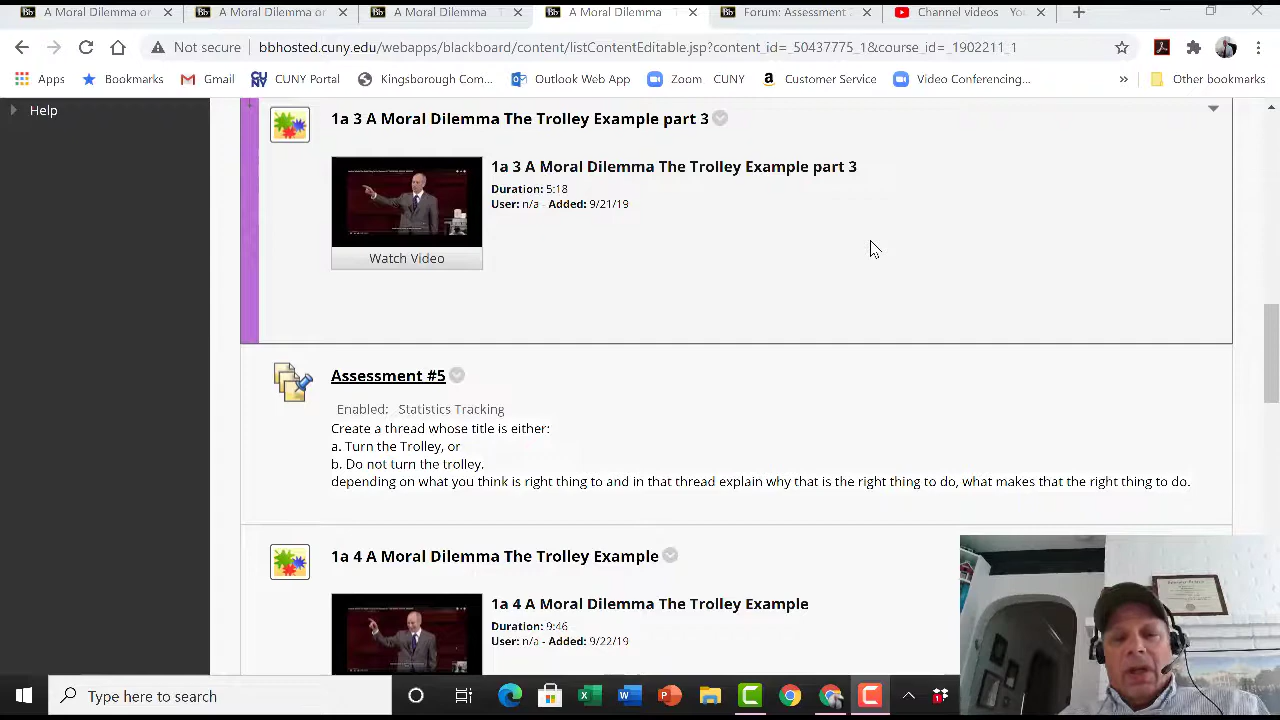 A Moral Dilemma or
A Moral Dilemma or
A Moral Dilemma T
A Moral Dilemma
Forum: Assessment
Channel videos You
Not secure
bbhosted.cuny.edu/webapps/blackboard/content/listContentEditable.jsp?content_id=_50437775_1&course_id=_1902211_1
Apps
Bookmarks
Gmail
CUNY Portal
Kingsborough Com...
Outlook Web App
Zoom CUNY
Customer Service
Video Conferencing...
Other bookmarks
Help
1a 3 A Moral Dilemma The Trolley Example part 3
1a 3 A Moral Dilemma The Trolley Example part 3
Duration: 5:18
User: n/a - Added: 9/21/19
Watch Video
Assessment #5
Enabled: Statistics Tracking
Create a thread whose title is either:
a. Turn the Trolley, or
b. Do not turn the trolley.
depending on what you think is right thing to and in that thread explain why that is the right thing to do, what makes that the right thing to do.
1a 4 A Moral Dilemma The Trolley Example
1a 4 A Moral Dilemma The Trolley Example
Duration: 9:46
User: n/a - Added: 9/22/19
Type here to search